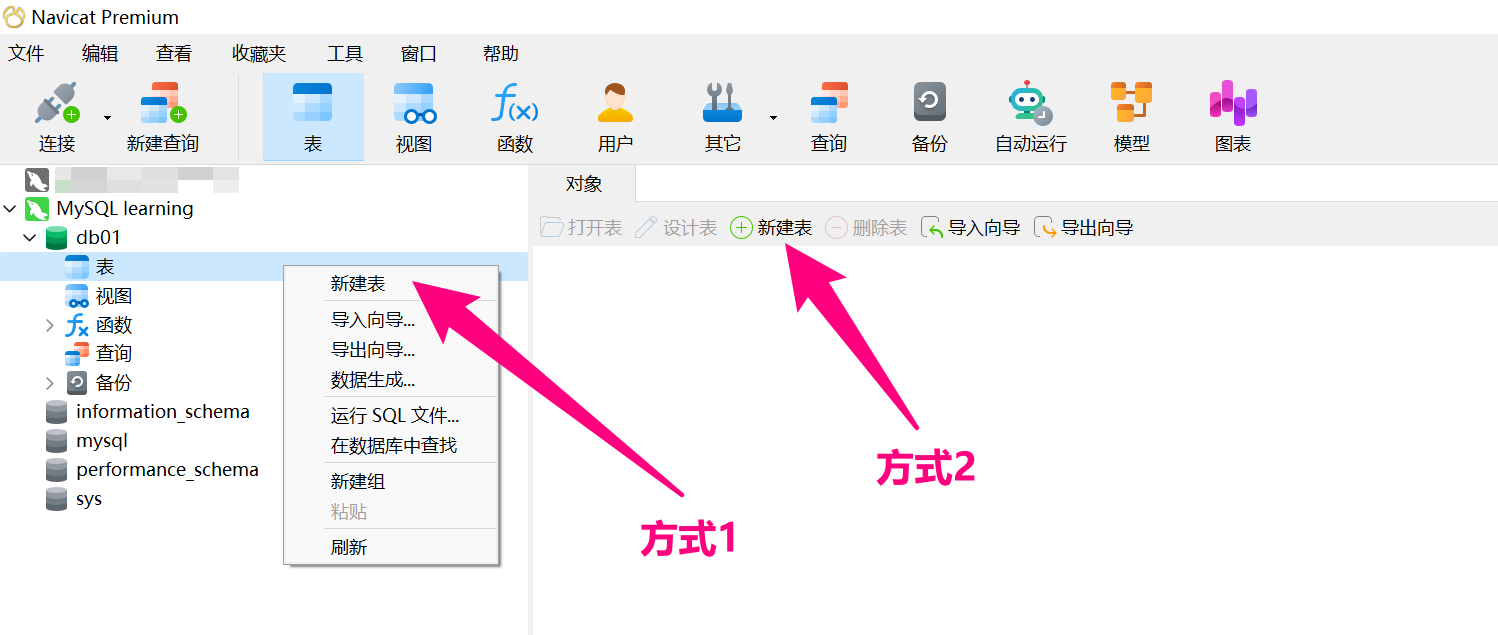 Navicat Premium
文件 编辑 查看 收藏夹 工具 窗口 帮助
连接 新建查询 表 视图 函数 用户 其它 查询 备份 自动运行 模型 图表
MySQL learning
db01
表
视图
函数
查询
备份
information_schema
mysql
performance_schema
sys
新建表
导入向导...
导出向导...
数据生成...
运行 SQL 文件...
在数据库中查找
新建组
粘贴
刷新
对象
打开表 设计表 新建表 删除表 导入向导 导出向导
方式2
方式1